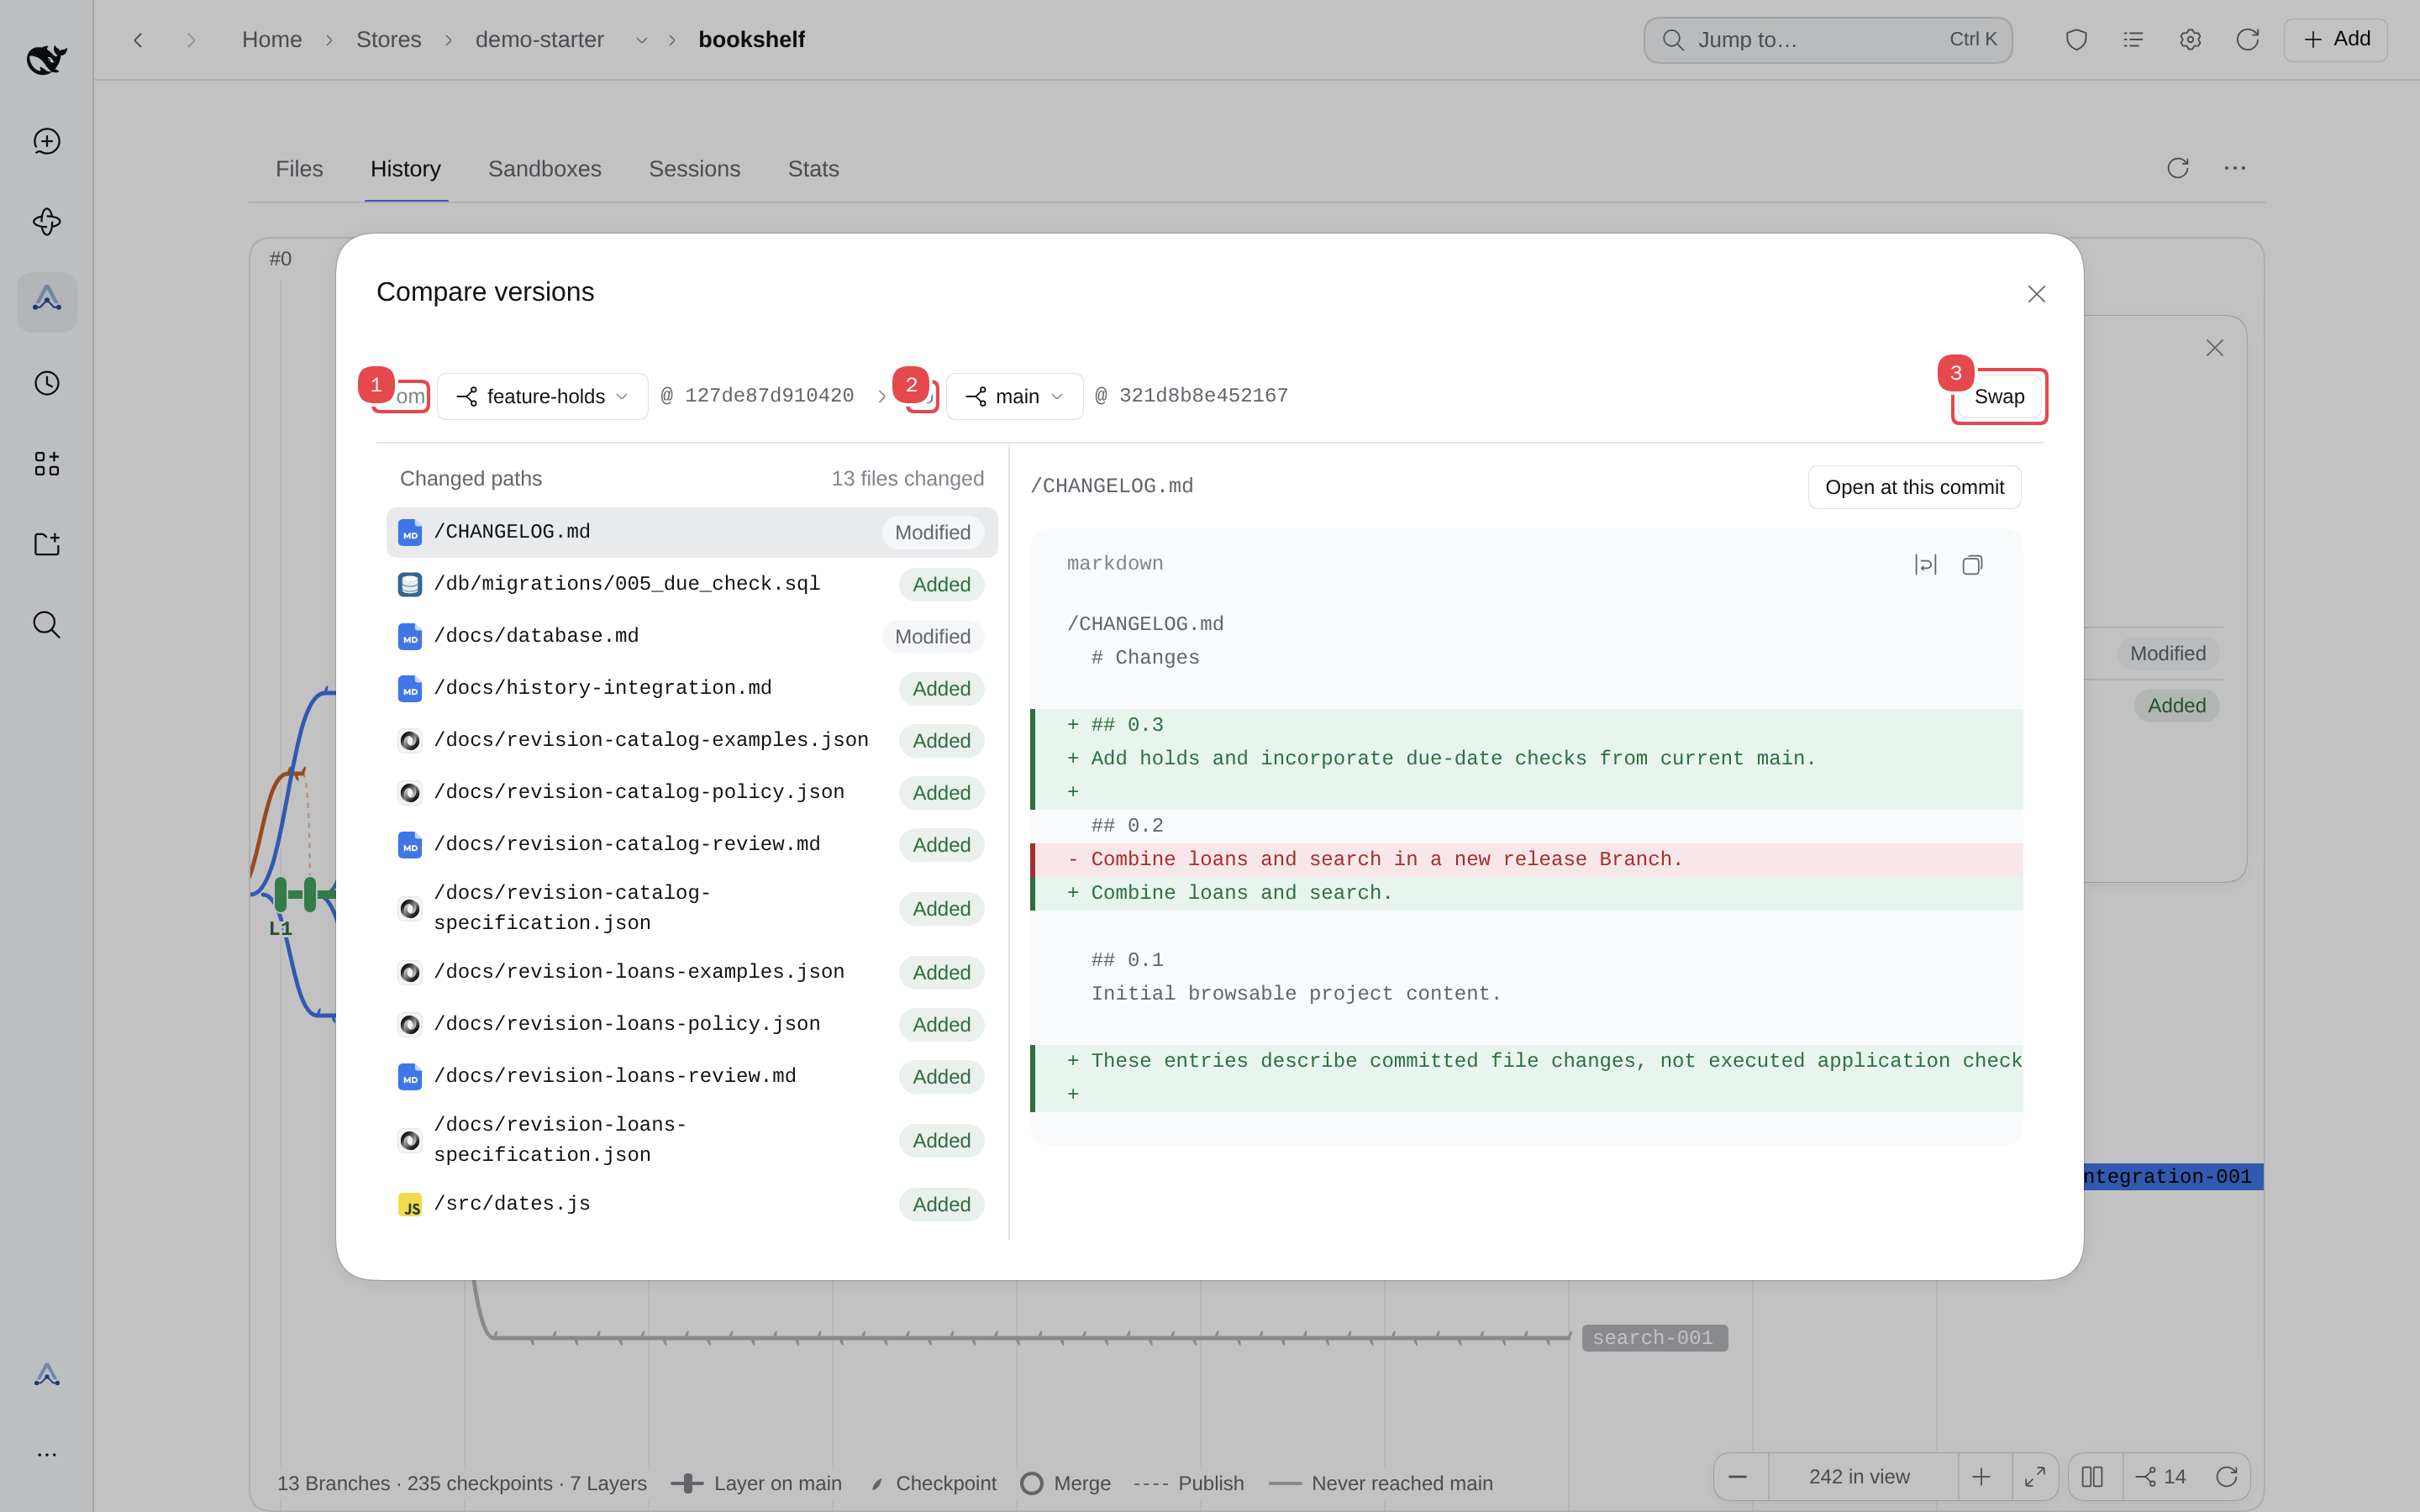 Home
Stores
demo-starter
bookshelf
Jump to…
Ctrl K
Add
Files
History
Sandboxes
Sessions
Stats
#0
Compare versions
1
om
feature-holds
@ 127de87d910420
2
main
@ 321d8b8e452167
3
Swap
Changed paths
13 files changed
/CHANGELOG.md
Modified
/db/migrations/005_due_check.sql
Added
/docs/database.md
Modified
/docs/history-integration.md
Added
/docs/revision-catalog-examples.json
Added
/docs/revision-catalog-policy.json
Added
/docs/revision-catalog-review.md
Added
/docs/revision-catalog-
specification.json
Added
/docs/revision-loans-examples.json
Added
/docs/revision-loans-policy.json
Added
/docs/revision-loans-review.md
Added
/docs/revision-loans-
specification.json
Added
/src/dates.js
Added
/CHANGELOG.md
Open at this commit
markdown
/CHANGELOG.md
# Changes
+ ## 0.3
+ Add holds and incorporate due-date checks from current main.
+
## 0.2
- Combine loans and search in a new release Branch.
+ Combine loans and search.
## 0.1
Initial browsable project content.
+ These entries describe committed file changes, not executed application check
+
Modified
Added
L1
ntegration-001
search-001
13 Branches · 235 checkpoints · 7 Layers
Layer on main
Checkpoint
Merge
Publish
Never reached main
242 in view
14